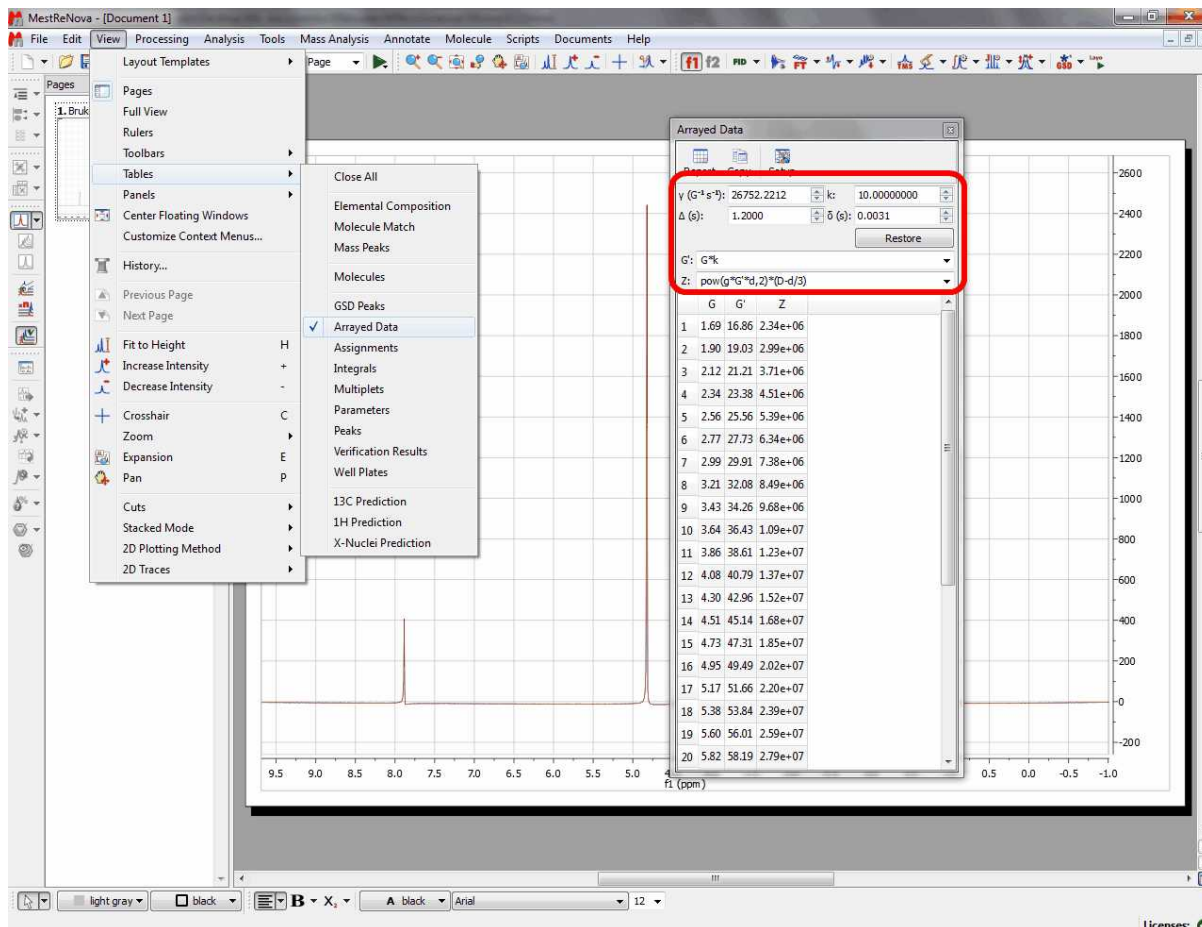 MestReNova - [Document 1]
File Edit View Processing Analysis Tools Mass Analysis Annotate Molecule Scripts Documents Help
Page f1 f2 FID FT TMS GSD
Pages
1. Bruk
Layout Templates
Pages
Full View
Rulers
Toolbars
Tables
Panels
Center Floating Windows
Customize Context Menus...
History...
Previous Page
Next Page
Fit to Height H
Increase Intensity +
Decrease Intensity -
Crosshair C
Zoom
Expansion E
Pan P
Cuts
Stacked Mode
2D Plotting Method
2D Traces
Close All
Elemental Composition
Molecule Match
Mass Peaks
Molecules
GSD Peaks
✓ Arrayed Data
Assignments
Integrals
Multiplets
Parameters
Peaks
Verification Results
Well Plates
13C Prediction
1H Prediction
X-Nuclei Prediction
Arrayed Data
Report Copy Setup
γ (G⁻¹ s⁻¹): 26752.2212 k: 10.00000000
Δ (s): 1.2000 δ (s): 0.0031
Restore
G': G*k
Z: pow(g*G'*d,2)*(D-d/3)
G G' Z
1 1.69 16.86 2.34e+06
2 1.90 19.03 2.99e+06
3 2.12 21.21 3.71e+06
4 2.34 23.38 4.51e+06
5 2.56 25.56 5.39e+06
6 2.77 27.73 6.34e+06
7 2.99 29.91 7.38e+06
8 3.21 32.08 8.49e+06
9 3.43 34.26 9.68e+06
10 3.64 36.43 1.09e+07
11 3.86 38.61 1.23e+07
12 4.08 40.79 1.37e+07
13 4.30 42.96 1.52e+07
14 4.51 45.14 1.68e+07
15 4.73 47.31 1.85e+07
16 4.95 49.49 2.02e+07
17 5.17 51.66 2.20e+07
18 5.38 53.84 2.39e+07
19 5.60 56.01 2.59e+07
20 5.82 58.19 2.79e+07
2600
2400
2200
2000
1800
1600
1400
1200
1000
800
600
400
200
0
-200
9.5 9.0 8.5 8.0 7.5 7.0 6.5 6.0 5.5 5.0 0.5 0.0 -0.5 -1.0
f1 (ppm)
light gray black B X A black Arial 12
Licenses: